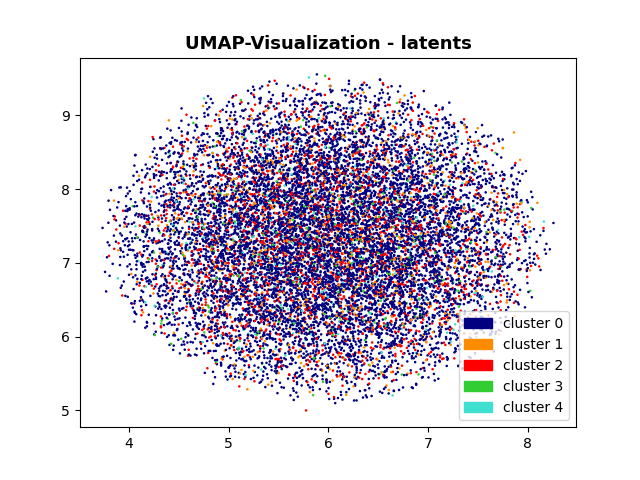 UMAP-Visualization - latents
9
8
7
6
5
4 5 6 7 8
cluster 0
cluster 1
cluster 2
cluster 3
cluster 4